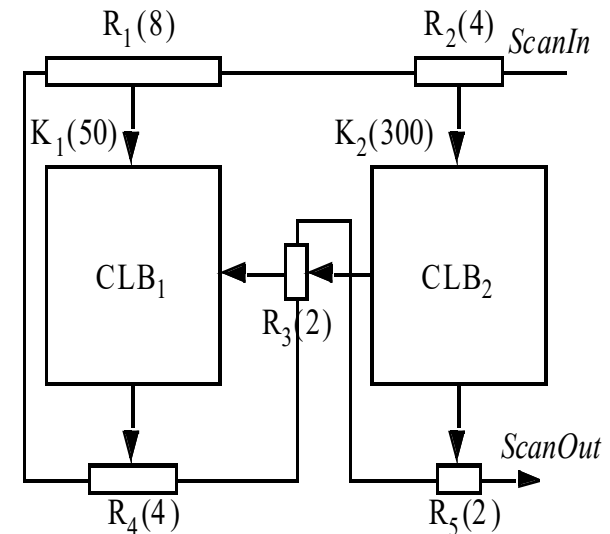 R1(8)
R2(4)
ScanIn
K1(50)
K2(300)
CLB1
CLB2
R3(2)
ScanOut
R4(4)
R5(2)